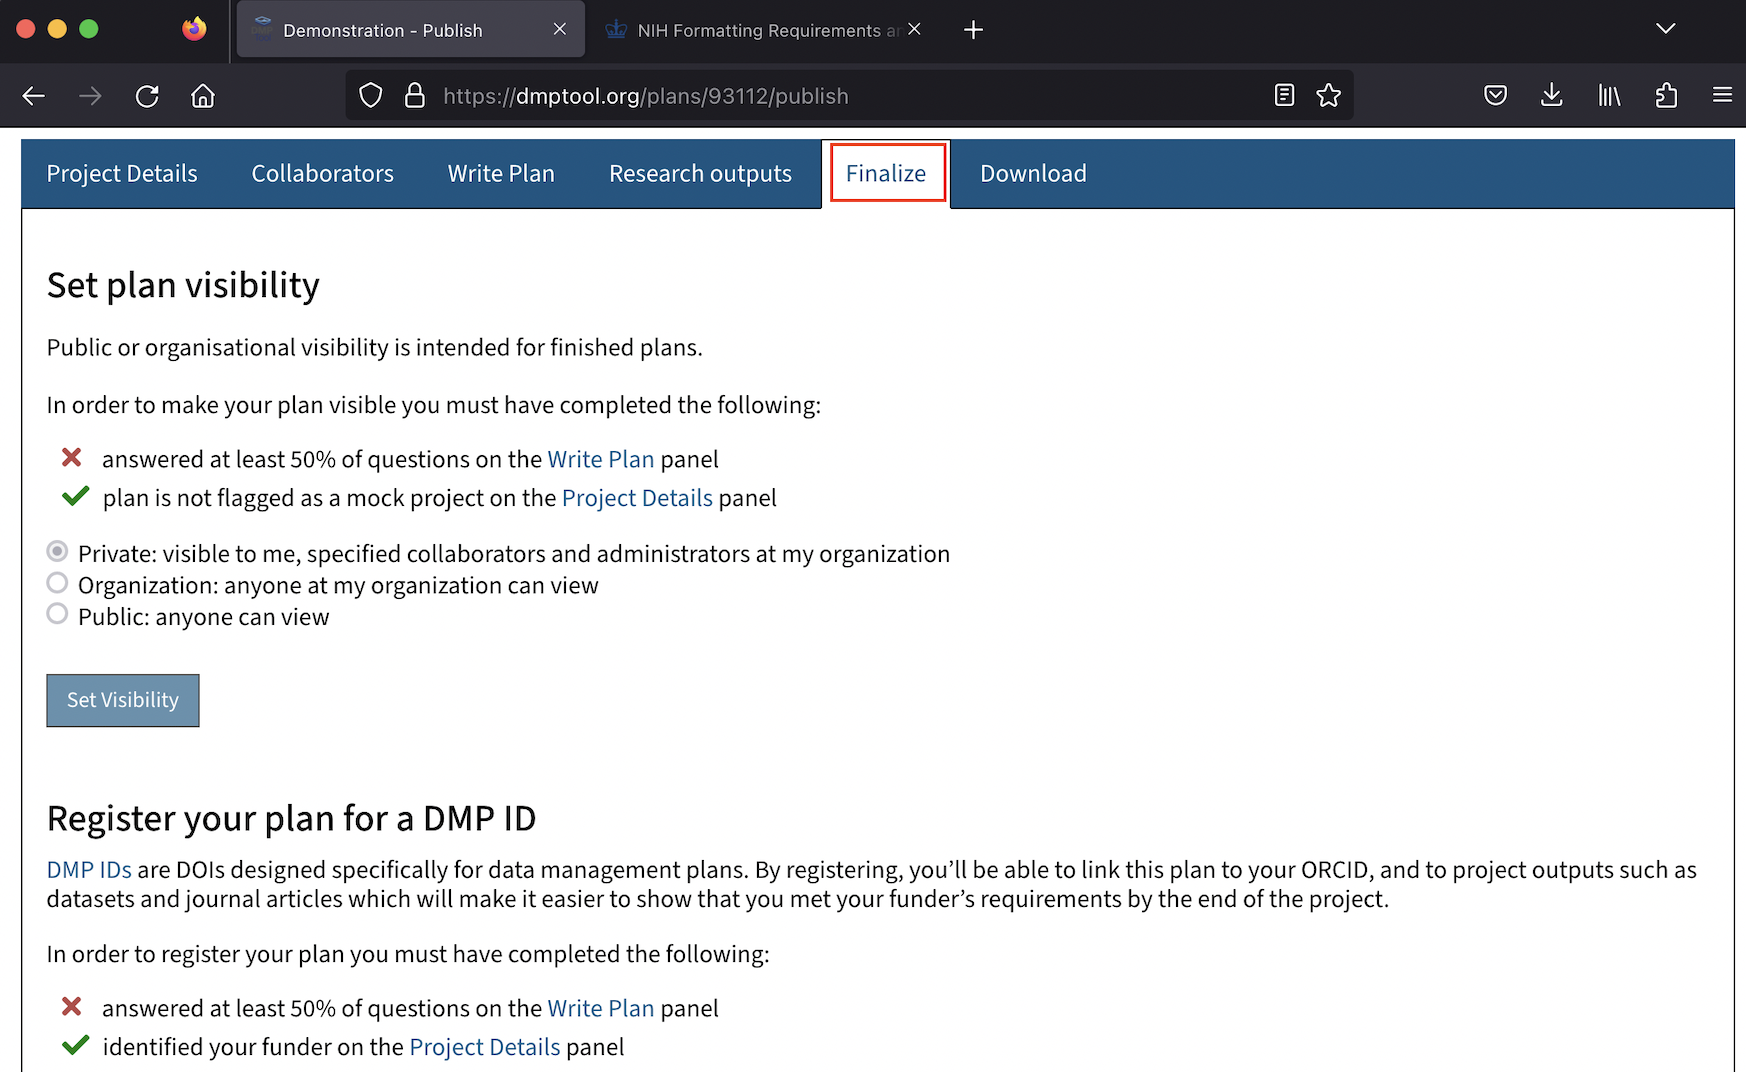 Demonstration - Publish
NIH Formatting Requirements ar
https://dmptool.org/plans/93112/publish
Project Details
Collaborators
Write Plan
Research outputs
Finalize
Download
Set plan visibility
Public or organisational visibility is intended for finished plans.
In order to make your plan visible you must have completed the following:
answered at least 50% of questions on the Write Plan panel
plan is not flagged as a mock project on the Project Details panel
Private: visible to me, specified collaborators and administrators at my organization
Organization: anyone at my organization can view
Public: anyone can view
Set Visibility
Register your plan for a DMP ID
DMP IDs are DOIs designed specifically for data management plans. By registering, you’ll be able to link this plan to your ORCID, and to project outputs such as
datasets and journal articles which will make it easier to show that you met your funder’s requirements by the end of the project.
In order to register your plan you must have completed the following:
answered at least 50% of questions on the Write Plan panel
identified your funder on the Project Details panel